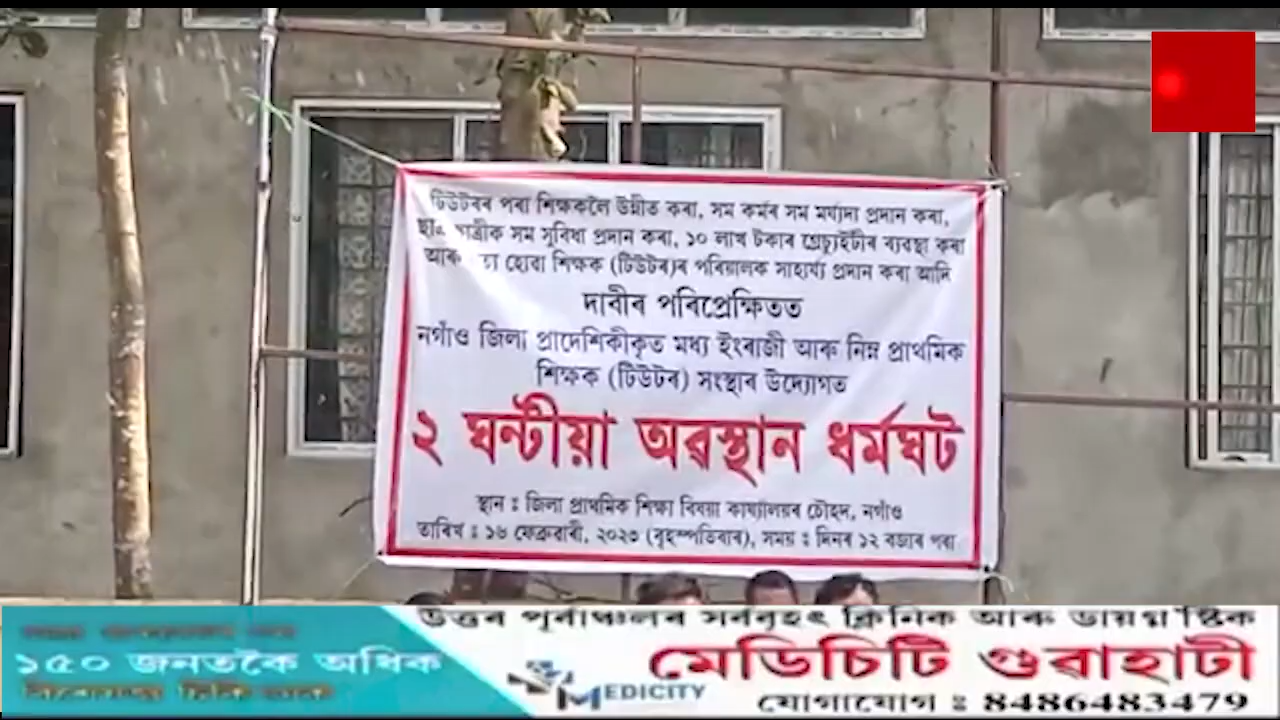 টিউটৰৰ পৰা শিক্ষকলৈ উন্নীত কৰা, সম কৰ্মৰ সম মৰ্য্যদা প্ৰদান কৰা,
সম সুবিধা প্ৰদান কৰা, ১০ লাখ টকাৰ গ্ৰেচ্যুইটীৰ ব্যৱস্থা কৰা
আৰু হোৱা শিক্ষক (টিউটৰ)ৰ পৰিয়ালক সাহাৰ্য্য প্ৰদান কৰা আদি
দাবীৰ পৰিপ্ৰেক্ষিতত
নগাঁও জিলা প্ৰাদেশিকীকৃত মধ্য ইংৰাজী আৰু নিম্ন প্ৰাথমিক
শিক্ষক (টিউটৰ) সংস্থাৰ উদ্যোগত
২ ঘন্টীয়া অৱস্থান ধৰ্মঘট
স্থান : জিলা প্ৰাথমিক শিক্ষা বিষয়া কাৰ্য্যালয়ৰ চৌহদ, নগাঁও
তাৰিখ : ১৬ ফেব্ৰুৱাৰী, ২০২৩ (বৃহস্পতিবাৰ), সময় : দিনৰ ১২ বজাৰ পৰা
উত্তৰ পূৰ্বাঞ্চলৰ সৰ্ববৃহৎ ক্লিনিক আৰু ডায়গ্ন'ষ্টিক
১৫০ জনতকৈ অধিক
মেডিচিটি গুৱাহাটী
MEDICITY
যোগাযোগ : 8486483479